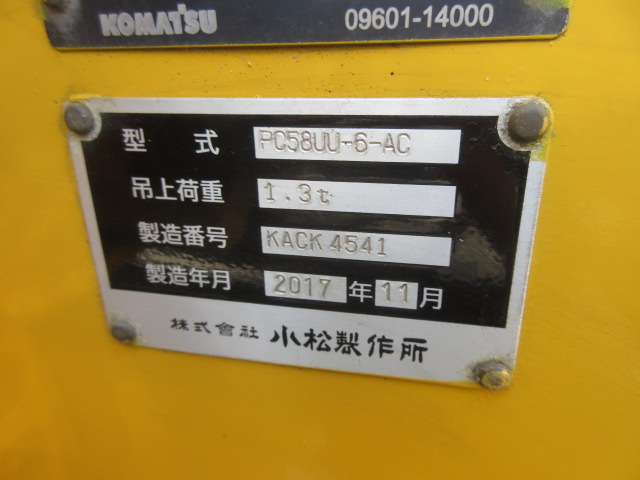 KOMATSU 09601-14000
型 式 PC58UU-6-AC
吊上荷重 1.3t
製造番号 KACK4541
製造年月 2017 年 11 月
株式會社 小松製作所